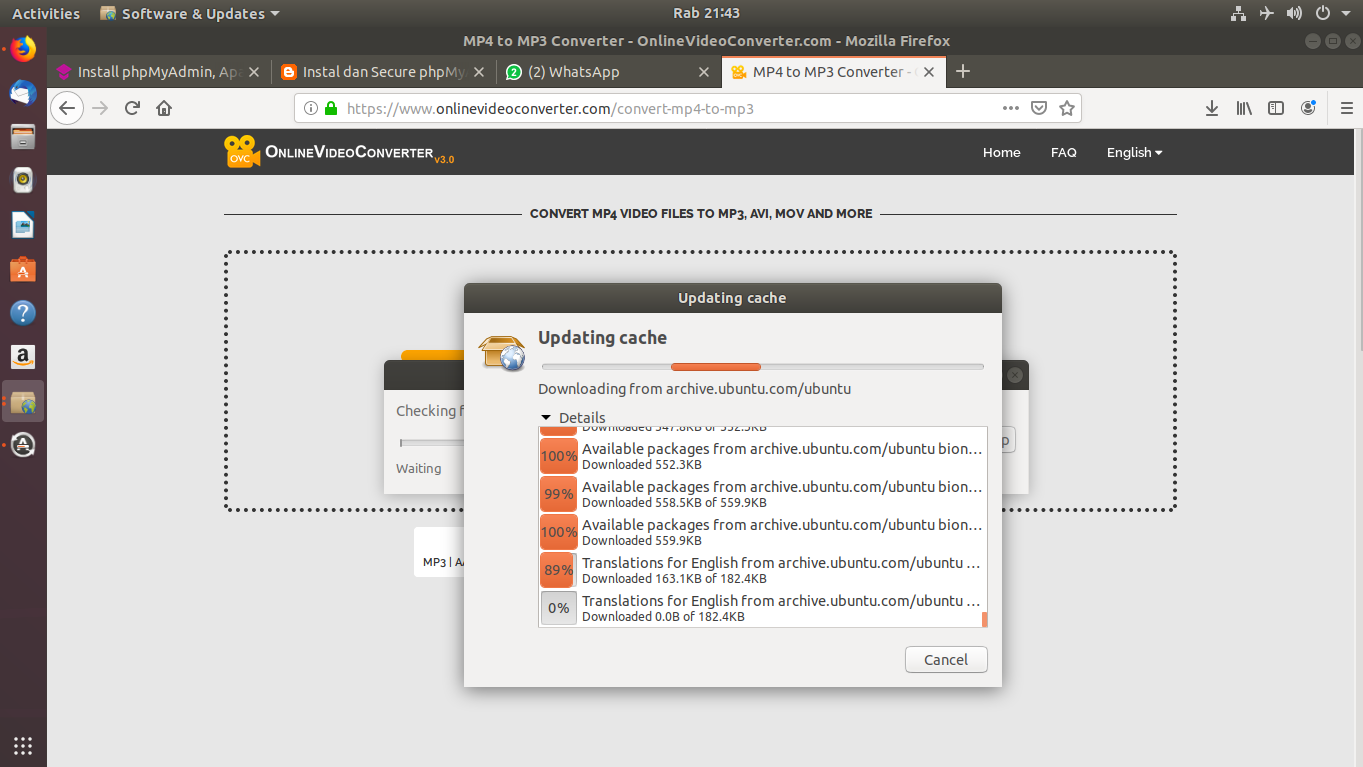 Activities
Software & Updates
Rab 21:43
MP4 to MP3 Converter - OnlineVideoConverter.com - Mozilla Firefox
Install phpMyAdmin, Apa
Instal dan Secure phpMy
(2) WhatsApp
MP4 to MP3 Converter -
https://www.onlinevideoconverter.com/convert-mp4-to-mp3
OVC
ONLINEVIDEOCONVERTER v3.0
Home
FAQ
English
CONVERT MP4 VIDEO FILES TO MP3, AVI, MOV AND MORE
Updating cache
Updating cache
Downloading from archive.ubuntu.com/ubuntu
Checking f
Waiting
p
MP3 | A
Details
Downloaded 547.8KB of 552.3KB
100%
Available packages from archive.ubuntu.com/ubuntu bion…
Downloaded 552.3KB
99%
Available packages from archive.ubuntu.com/ubuntu bion…
Downloaded 558.5KB of 559.9KB
100%
Available packages from archive.ubuntu.com/ubuntu bion…
Downloaded 559.9KB
89%
Translations for English from archive.ubuntu.com/ubuntu …
Downloaded 163.1KB of 182.4KB
0%
Translations for English from archive.ubuntu.com/ubuntu …
Downloaded 0.0B of 182.4KB
Cancel